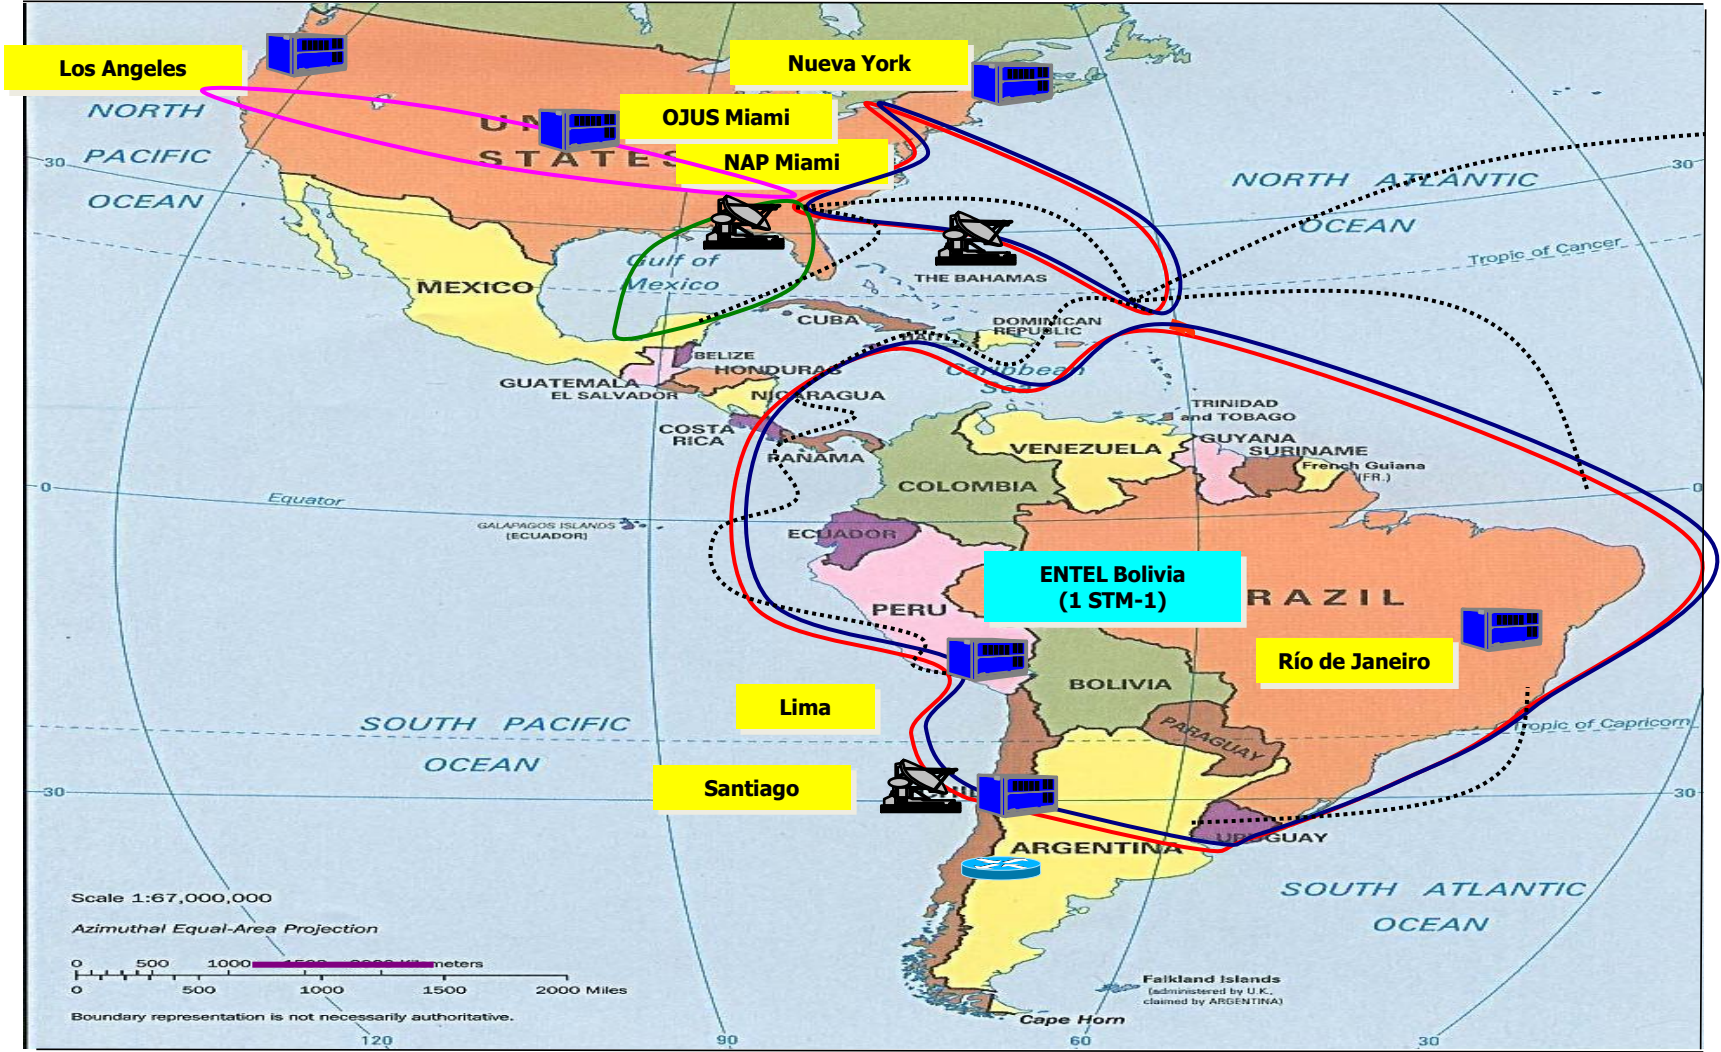 Los Angeles
Nueva York
OJUS Miami
NAP Miami
UN
STATES
NORTH
PACIFIC
OCEAN
30
NORTH ATLANTIC
OCEAN
30
Tropic of Cancer
Gulf of
Mexico
MEXICO
THE BAHAMAS
CUBA
DOMINICAN
REPUBLIC
HAITI
BELIZE
HONDURAS
Caribbean
Sea
GUATEMALA
EL SALVADOR
NICARAGUA
COSTA
RICA
PANAMA
TRINIDAD
and TOBAGO
VENEZUELA
GUYANA
SURINAME
French Guiana
(FR.)
COLOMBIA
0
Equator
0
GALAPAGOS ISLANDS
(ECUADOR)
ECUADOR
ENTEL Bolivia
(1 STM-1)
PERU
RAZIL
Río de Janeiro
BOLIVIA
Lima
PARAGUAY
Tropic of Capricorn
SOUTH PACIFIC
OCEAN
Santiago
30
30
URUGUAY
ARGENTINA
SOUTH ATLANTIC
OCEAN
Scale 1:67,000,000
Azimuthal Equal-Area Projection
0 500 1000 1500 2000 Kilometers
0 500 1000 1500 2000 Miles
Boundary representation is not necessarily authoritative.
Falkland Islands
(administered by U.K.,
claimed by ARGENTINA)
Cape Horn
120
90
60
30